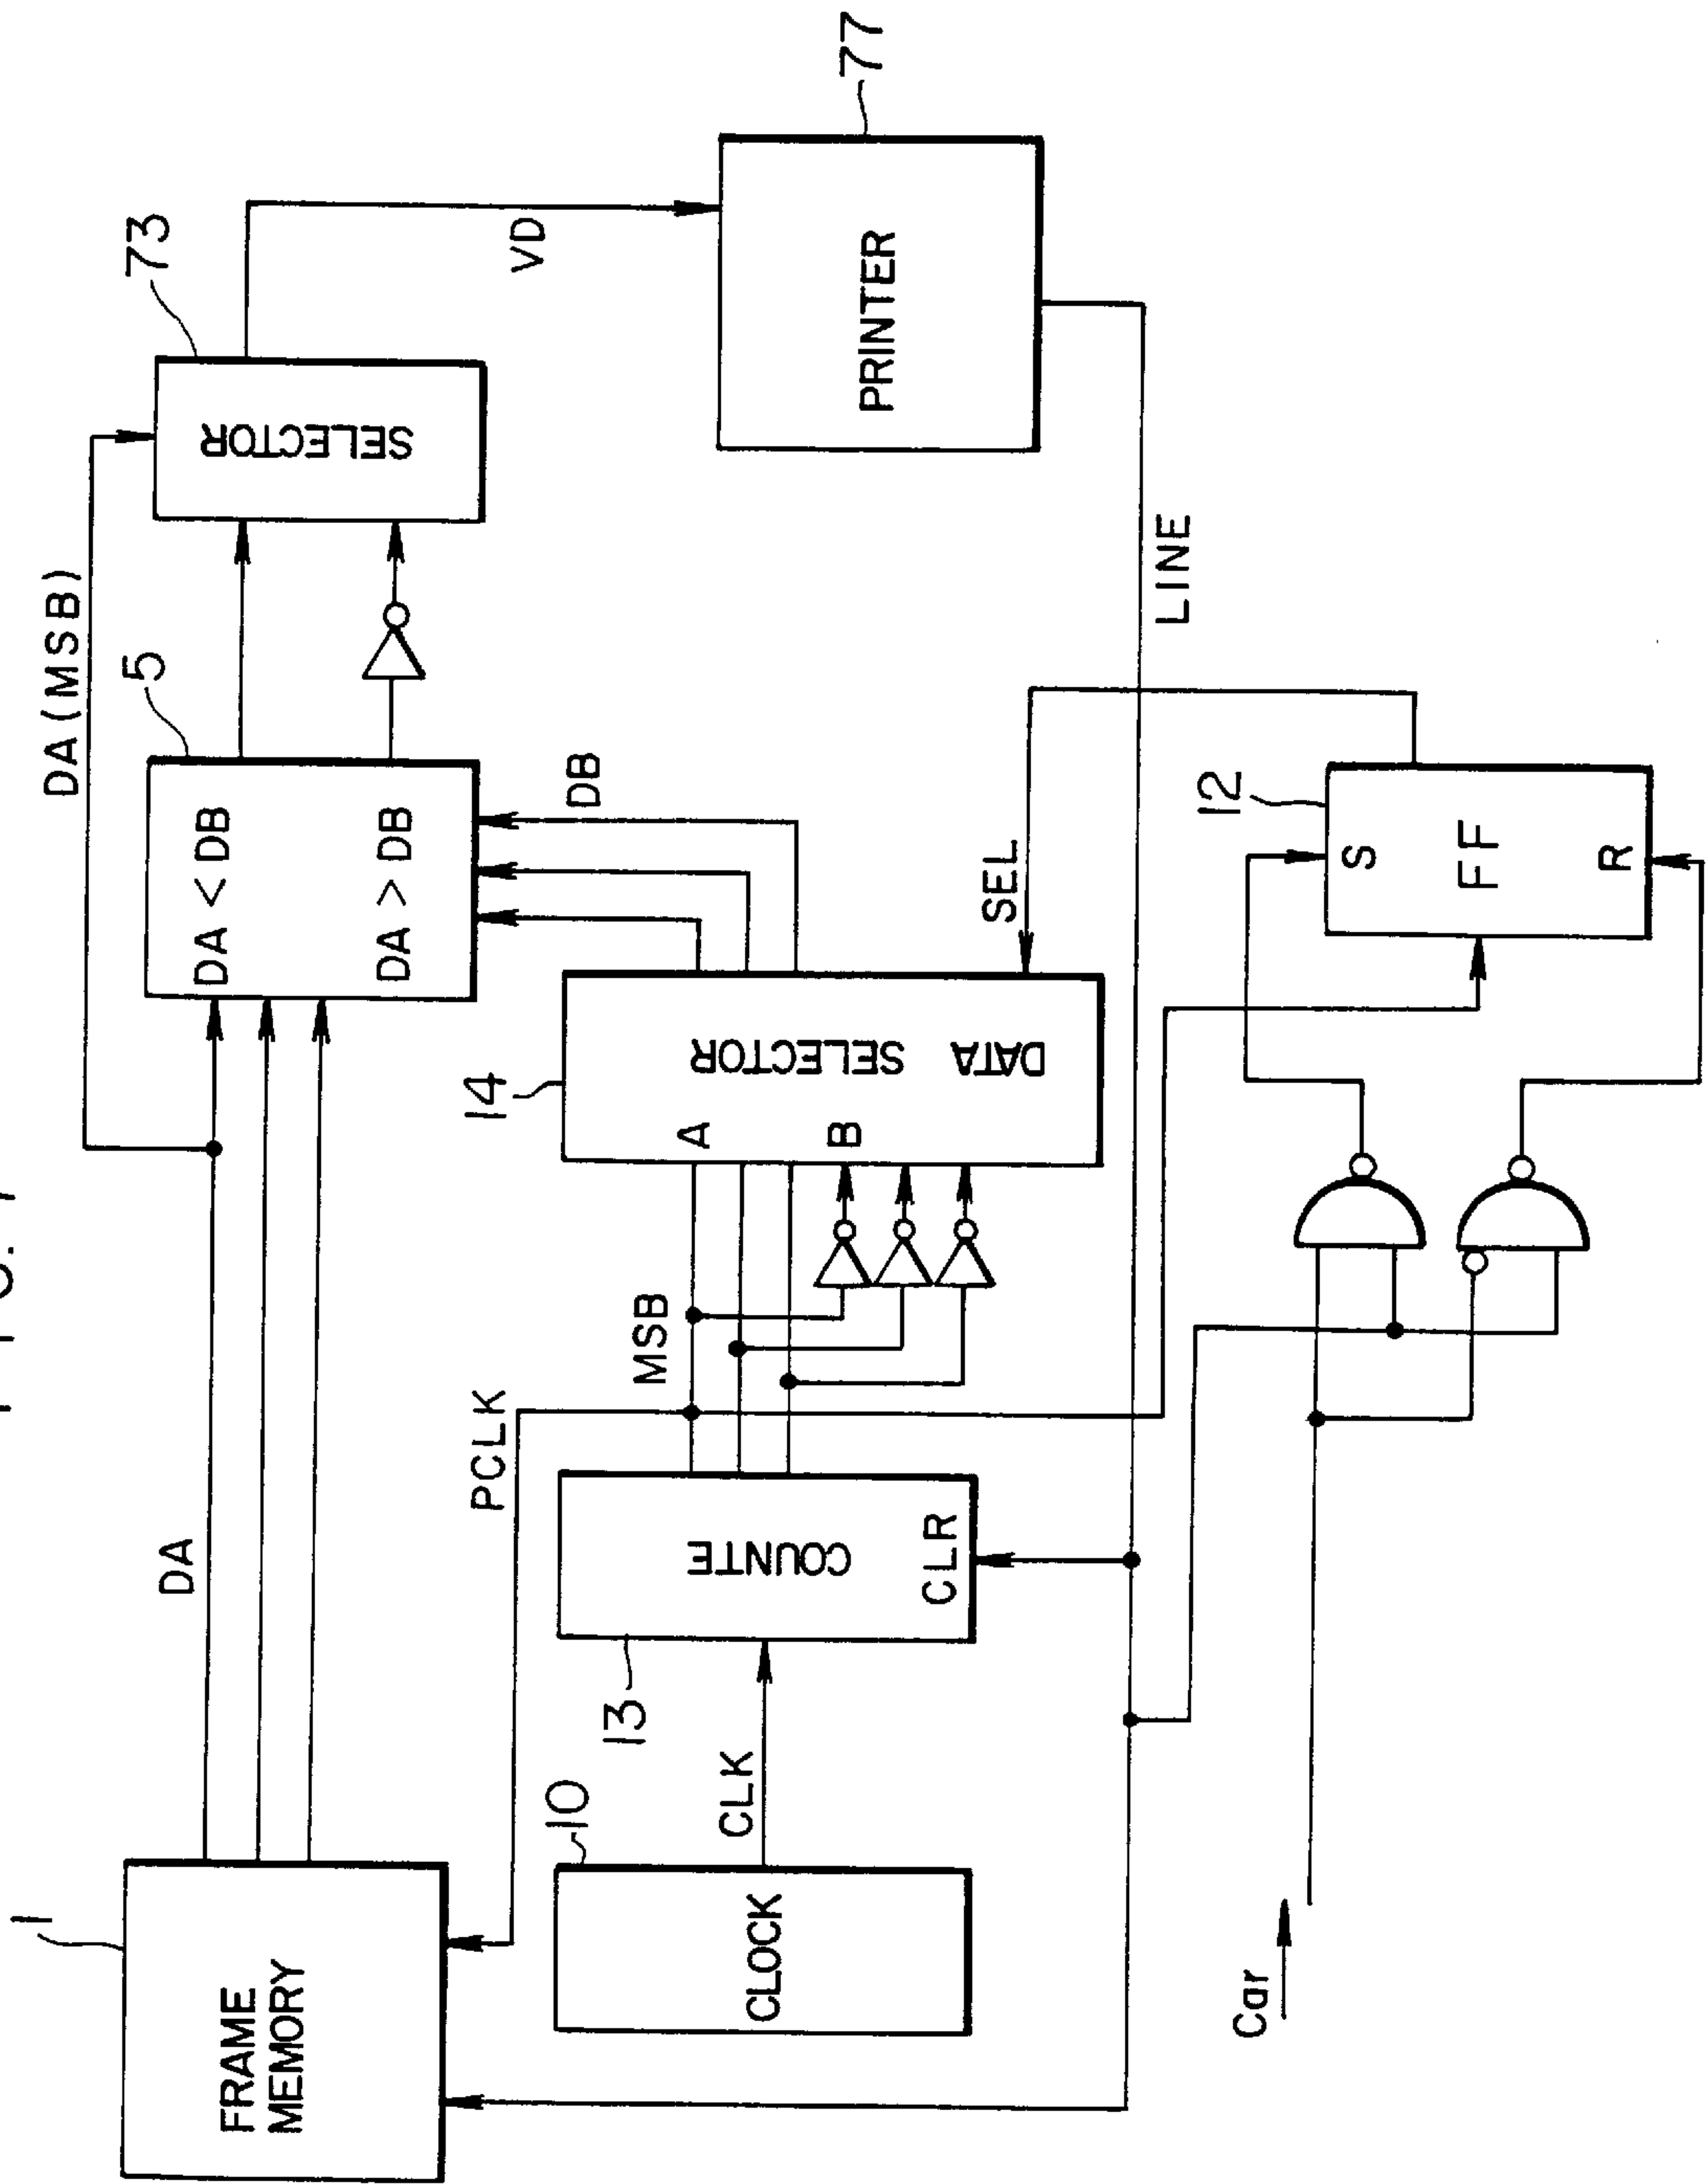 1
FRAME
MEMORY
DA
DA(MSB)
5
DA < DB
DA > DB
73
SELECTOR
VD
77
PRINTER
PCLK
MSB
14
A
B
DATA
SELECTOR
DB
SEL
10
CLOCK
CLK
13
COUNTE
CLR
LINE
12
S
FF
R
Car